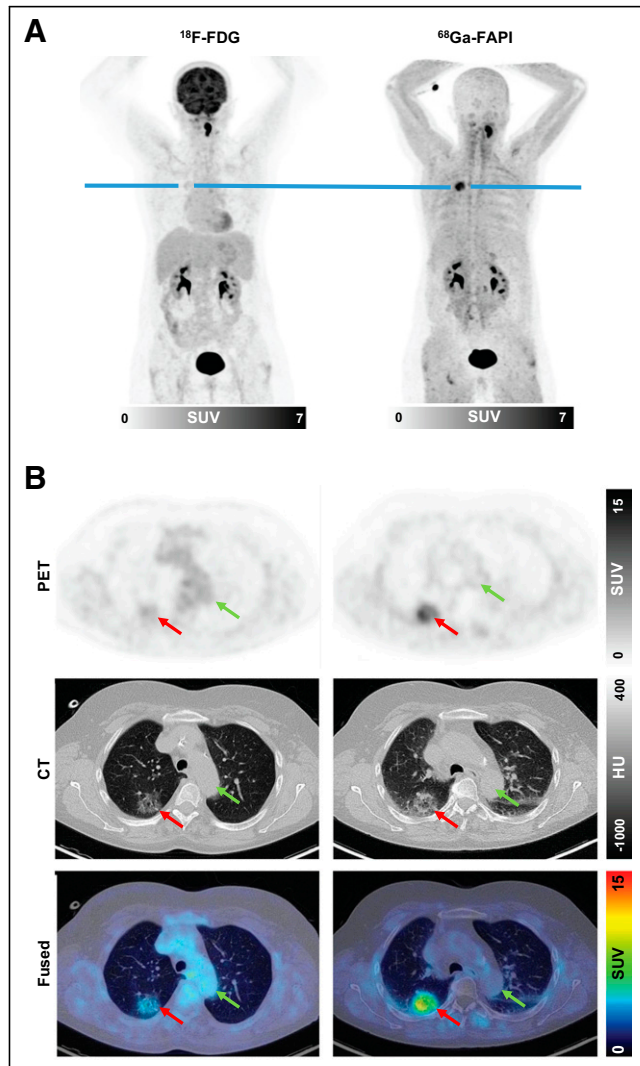 A
¹⁸F-FDG
⁶⁸Ga-FAPI
0 SUV 7
0 SUV 7
B
PET
15
SUV
0
CT
400
HU
-1000
Fused
15
SUV
0